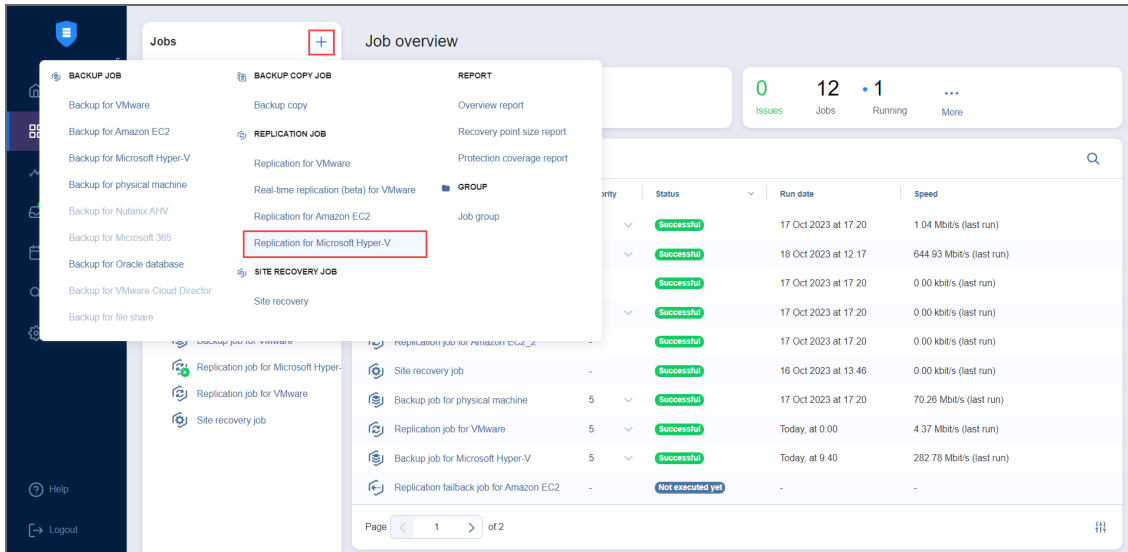 Jobs
Job overview
BACKUP JOB
Backup for VMware
Backup for Amazon EC2
Backup for Microsoft Hyper-V
Backup for physical machine
Backup for Nutanix AHV
Backup for Microsoft 365
Backup for Oracle database
Backup for VMware Cloud Director
Backup for file share
BACKUP COPY JOB
Backup copy
REPLICATION JOB
Replication for VMware
Real-time replication (beta) for VMware
Replication for Amazon EC2
Replication for Microsoft Hyper-V
SITE RECOVERY JOB
Site recovery
REPORT
Overview report
Recovery point size report
Protection coverage report
GROUP
Job group
0 12 1 ...
Issues Jobs Running More
Status Run date Speed
Successful 17 Oct 2023 at 17:20 1.04 Mbit/s (last run)
Successful 18 Oct 2023 at 12:17 644.93 Mbit/s (last run)
Successful 17 Oct 2023 at 17:20 0.00 kbit/s (last run)
Successful 17 Oct 2023 at 17:20 0.00 kbit/s (last run)
Replication job for Amazon EC2_2 - Successful 17 Oct 2023 at 17:20 0.00 kbit/s (last run)
Site recovery job - Successful 16 Oct 2023 at 13:46 0.00 kbit/s (last run)
Backup job for physical machine 5 Successful 17 Oct 2023 at 17:20 70.26 Mbit/s (last run)
Replication job for VMware 5 Successful Today, at 0:00 4.37 Mbit/s (last run)
Backup job for Microsoft Hyper-V 5 Successful Today, at 9:40 282.78 Mbit/s (last run)
Replication failback job for Amazon EC2 - Not executed yet - -
Page 1 of 2
Backup job for VMware
Replication job for Microsoft Hyper-
Replication job for VMware
Site recovery job
Help
Logout